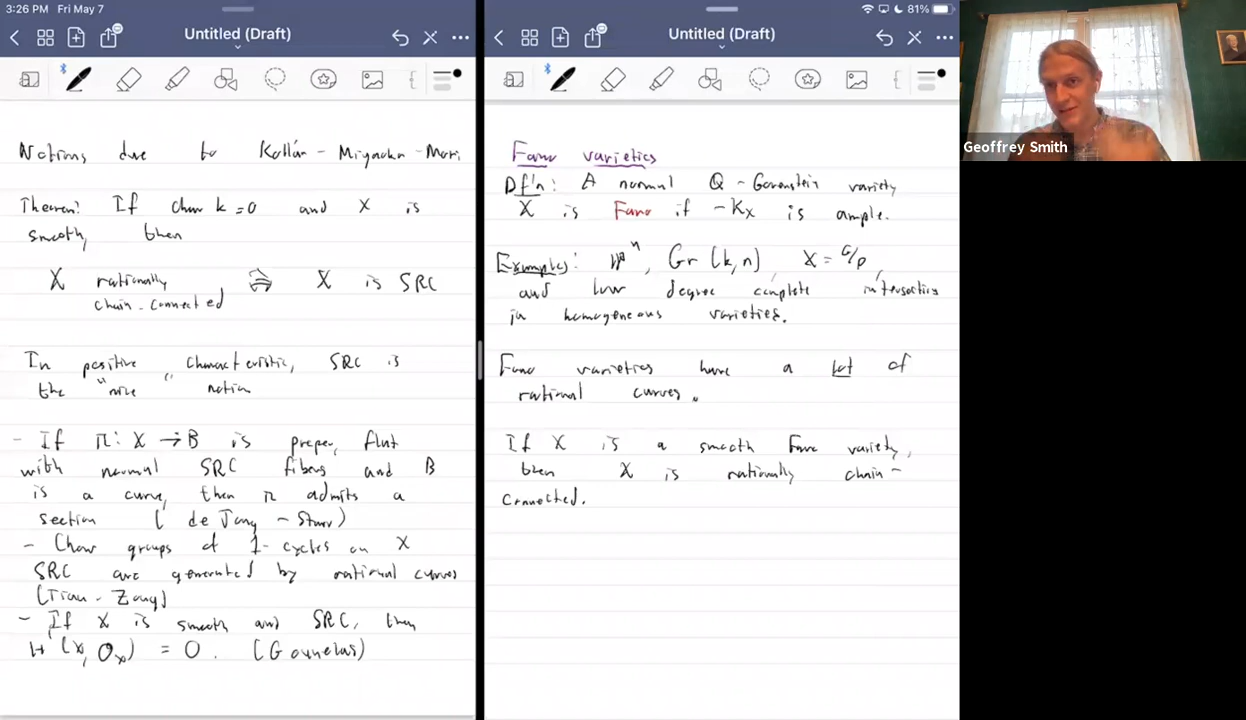 3:26 PM Fri May 7
81%
Untitled (Draft)
Untitled (Draft)
Notions due to Kollár - Miyaoka - Mori.
Theorem: If char k = 0 and X is
smooth, then
X rationally ⇔ X is SRC
chain-connected
In positive characteristic, SRC is
the "nice" notion
- If π: X → B is proper, flat
with normal SRC fibers and B
is a curve, then π admits a
section (de Jong - Starr)
- Chow groups of 1-cycles on X
SRC are generated by rational curves
(Tian - Zong)
- If X is smooth and SRC, then
H¹(X, O_X) = 0. (Gounelas)
Fano varieties
Df'n: A normal Q-Gorenstein variety
X is Fano if -K_X is ample.
Examples: ℙⁿ, Gr(k,n) X = G/P,
and low degree complete intersections
in homogeneous varieties.
Fano varieties have a lot of
rational curves.
If X is a smooth Fano variety,
then X is rationally chain-
connected.
Geoffrey Smith